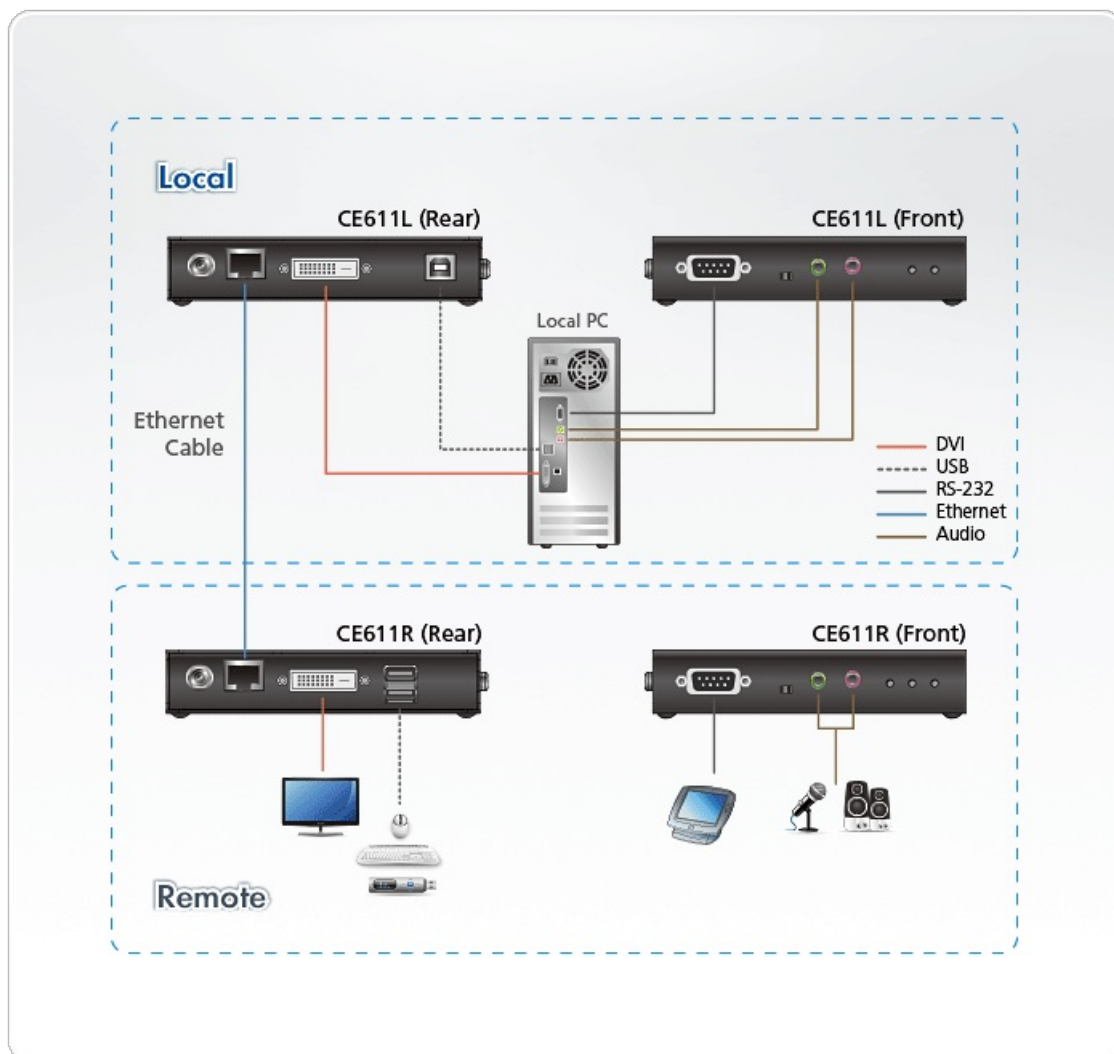 Local
CE611L (Rear)
CE611L (Front)
Local PC
Ethernet
Cable
DVI
USB
RS-232
Ethernet
Audio
CE611R (Rear)
CE611R (Front)
Remote